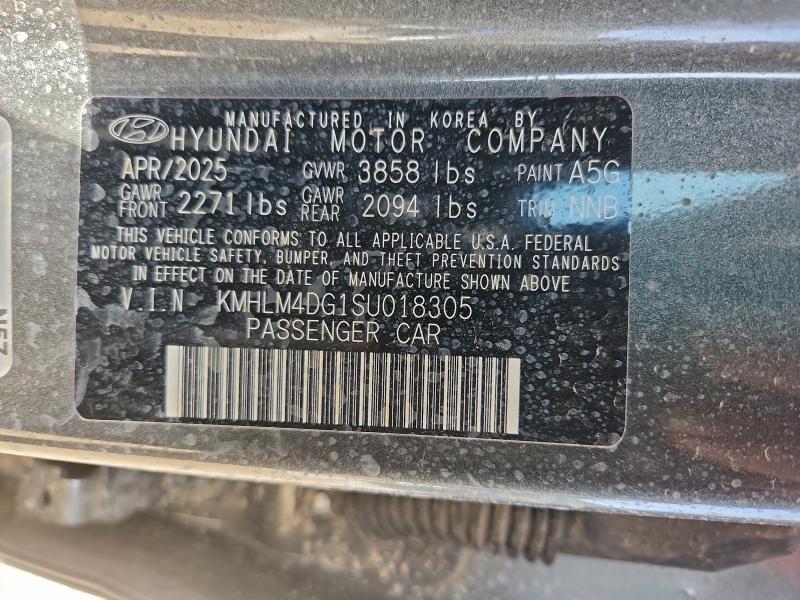 MANUFACTURED IN KOREA BY
HYUNDAI MOTOR COMPANY
APR/2025 GVWR 3858 lbs PAINT A5G
GAWR FRONT 2271 lbs GAWR REAR 2094 lbs TRIM NNB
THIS VEHICLE CONFORMS TO ALL APPLICABLE U.S.A. FEDERAL
MOTOR VEHICLE SAFETY, BUMPER, AND THEFT PREVENTION STANDARDS
IN EFFECT ON THE DATE OF MANUFACTURE SHOWN ABOVE
V.I.N KMHLM4DG1SU018305
PASSENGER CAR